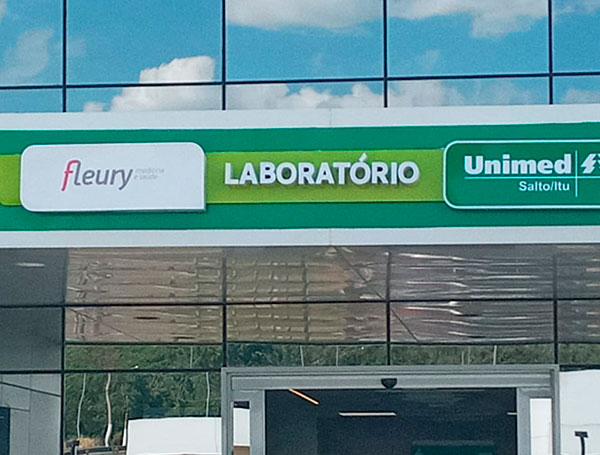 fleury medicina
e saúde
LABORATÓRIO
Unimed
Salto/Itu